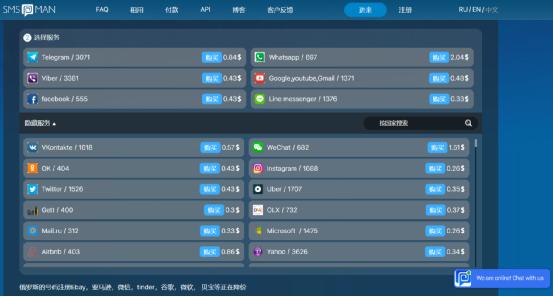 SMS MAN FAQ 租用 付款 API 博客 客户反馈 进来 注册 RU / EN / 中文
2 选择服务
Telegram / 3071 购买 0.84$ Whatsapp / 697 购买 2.04$
Viber / 3361 购买 0.43$ Google,youtube,Gmail / 1371 购买 0.48$
facebook / 555 购买 0.43$ Line messenger / 1376 购买 0.33$
隐藏服务 ▴ 按国家搜索
VKontakte / 1618 购买 0.57$ WeChat / 682 购买 1.51$
OK / 404 购买 0.43$ Instagram / 1668 购买 0.26$
Twitter / 1526 购买 0.43$ Uber / 1707 购买 0.35$
Gett / 400 购买 0.3$ OLX / 732 购买 0.37$
Mail.ru / 312 购买 0.33$ Microsoft / 1475 购买 0.26$
Airbnb / 403 购买 0.86$ Yahoo / 3626 购买 0.34$
We are online! Chat with us
俄罗斯的号码注册Ebay，亚马逊，微信，tinder，谷歌，微软，贝宝等正在降价